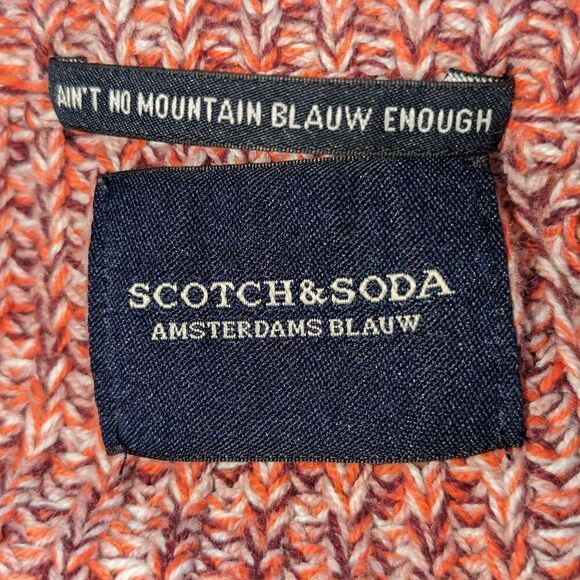 AIN'T NO MOUNTAIN BLAUW ENOUGH
SCOTCH&SODA
AMSTERDAMS BLAUW